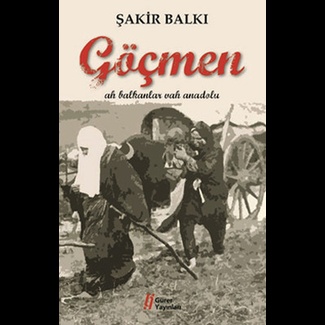 ŞAKİR BALKI
Göçmen
ah balkanlar vah anadolu
Gürer
Yayınları